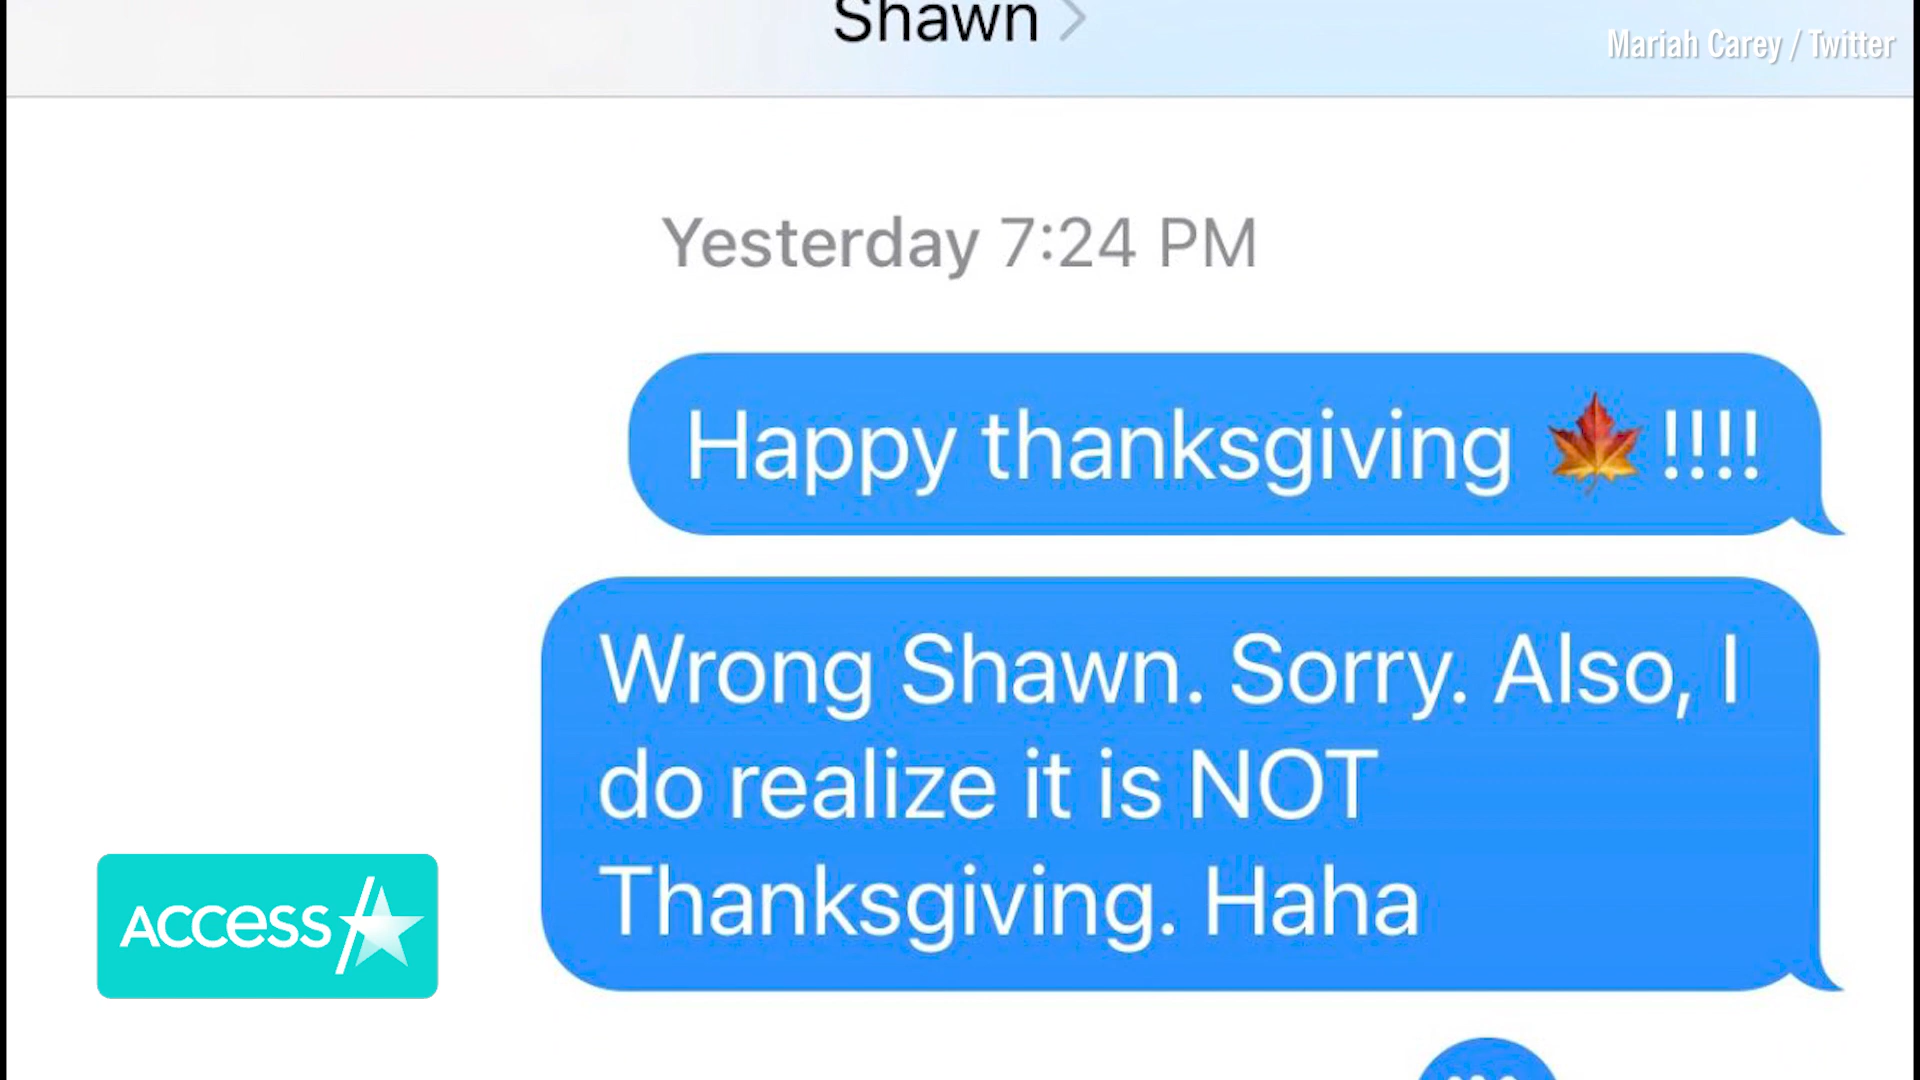 Shawn
Mariah Carey / Twitter
Yesterday 7:24 PM
Happy thanksgiving 🍁!!!!
Wrong Shawn. Sorry. Also, I
do realize it is NOT
Thanksgiving. Haha
ACCESS